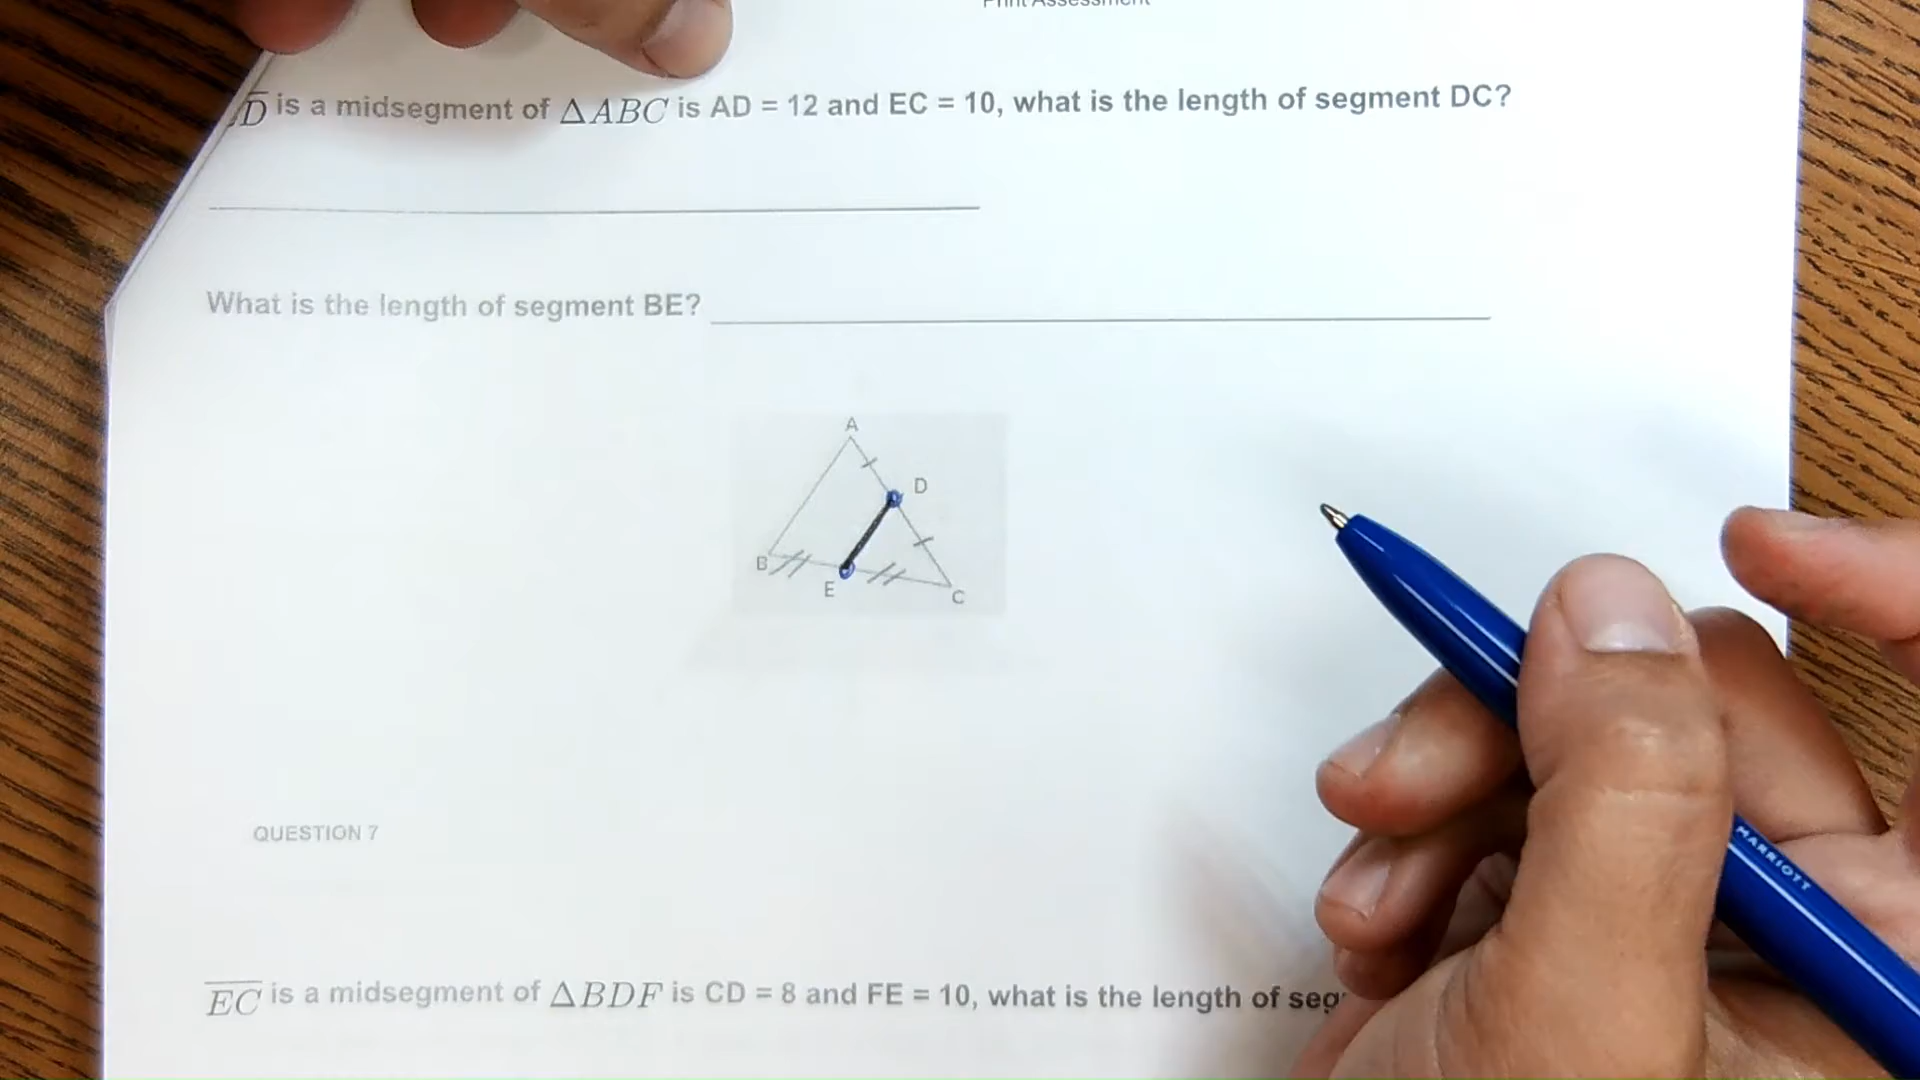 Print Assessment
D is a midsegment of △ABC is AD = 12 and EC = 10, what is the length of segment DC?
What is the length of segment BE?
A
D
B
E
C
QUESTION 7
EC is a midsegment of △BDF is CD = 8 and FE = 10, what is the length of seg
MARRIOTT